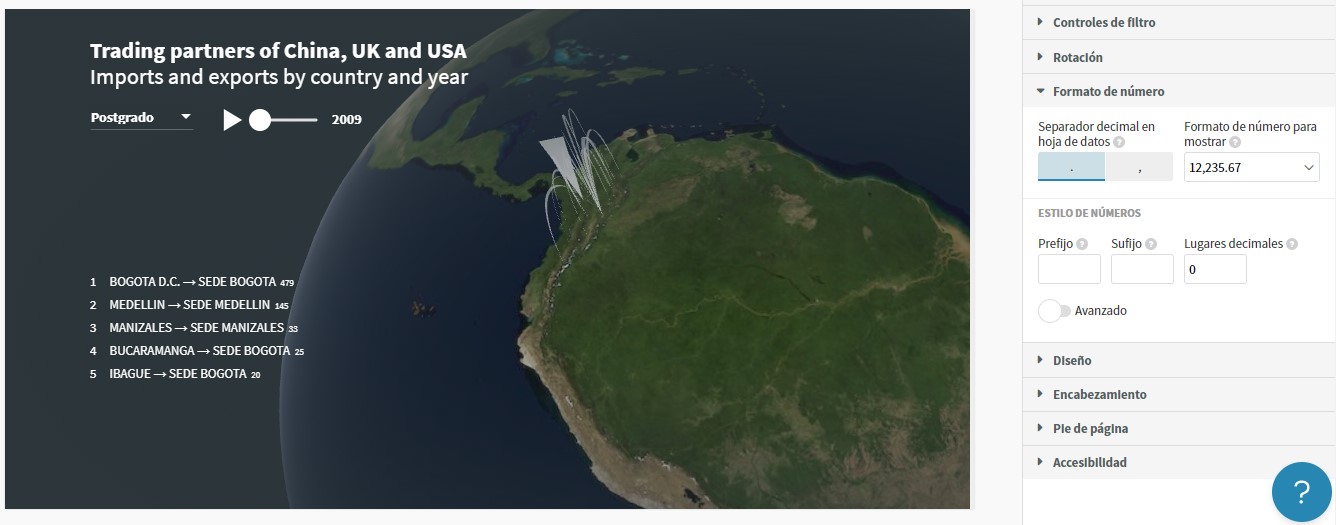 Trading partners of China, UK and USA
Imports and exports by country and year
Postgrado
2009
1 BOGOTA D.C. → SEDE BOGOTA 479
2 MEDELLIN → SEDE MEDELLIN 145
3 MANIZALES → SEDE MANIZALES 33
4 BUCARAMANGA → SEDE BOGOTA 25
5 IBAGUE → SEDE BOGOTA 20
Controles de filtro
Rotación
Formato de número
Separador decimal en
hoja de datos ?
. ,
Formato de número para
mostrar ?
12,235.67
ESTILO DE NÚMEROS
Prefijo ? Sufijo ? Lugares decimales ?
0
Avanzado
Diseño
Encabezamiento
Pie de página
Accesibilidad
?